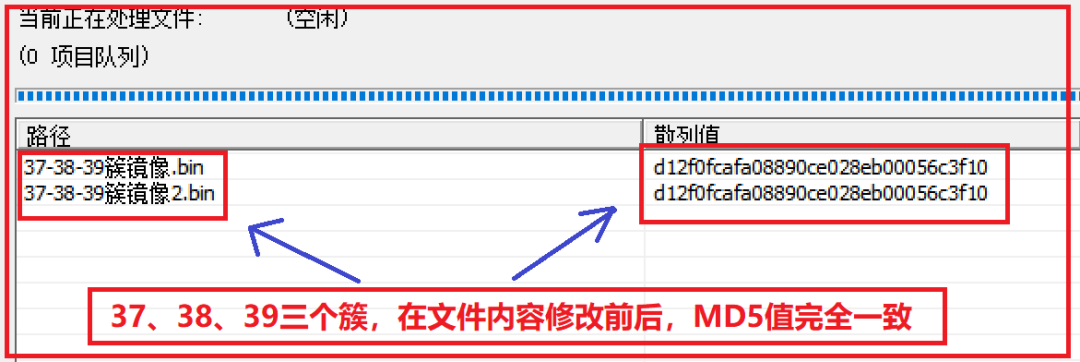 当前正在处理文件: (空闲)
(0 项目队列)
路径 散列值
37-38-39簇镜像.bin d12f0fcafa08890ce028eb00056c3f10
37-38-39簇镜像2.bin d12f0fcafa08890ce028eb00056c3f10
37、38、39三个簇，在文件内容修改前后，MD5值完全一致